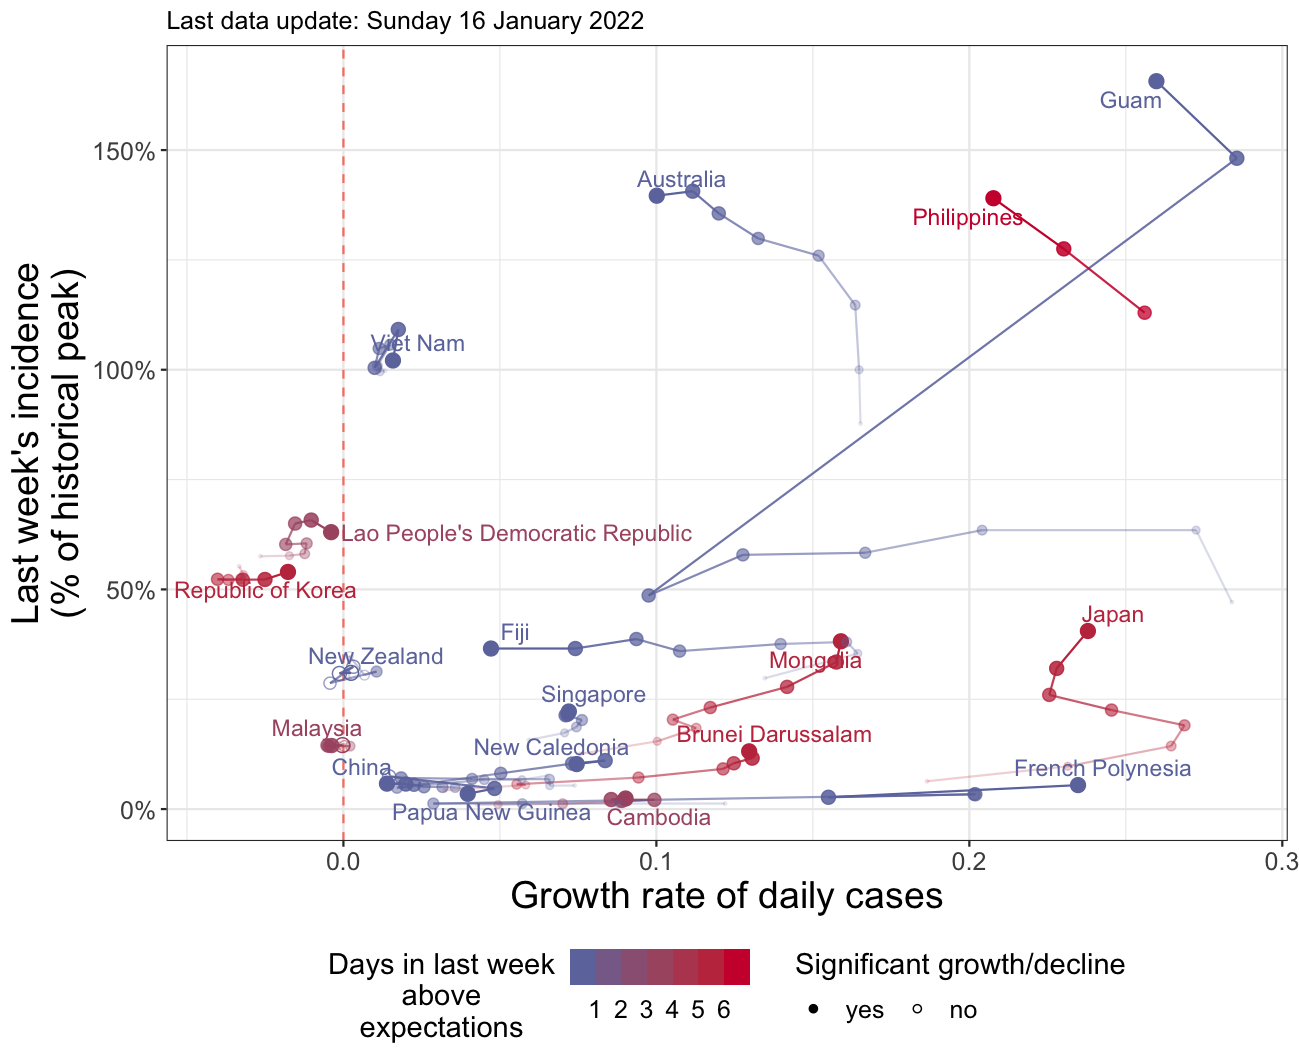 Last data update: Sunday 16 January 2022
Last week's incidence
(% of historical peak)
150%
100%
50%
0%
Guam
Australia
Philippines
Viet Nam
Lao People's Democratic Republic
Republic of Korea
Japan
Fiji
New Zealand
Mongolia
Singapore
Malaysia
Brunei Darussalam
New Caledonia
China
French Polynesia
Papua New Guinea
Cambodia
0.0 0.1 0.2 0.3
Growth rate of daily cases
Days in last week
above
expectations
1 2 3 4 5 6
Significant growth/decline
yes no